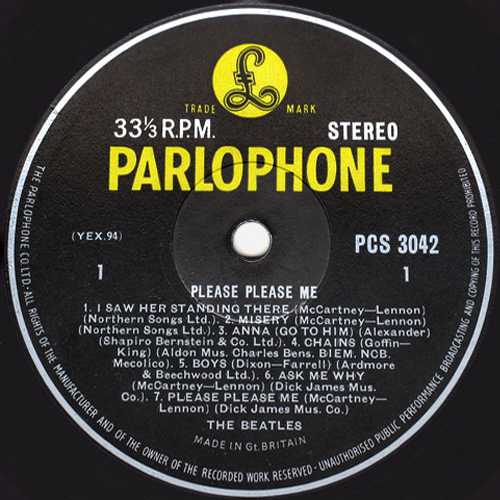 £
TRADE MARK
33⅓ R.P.M. STEREO
PARLOPHONE
(YEX.94) PCS 3042
1 1
PLEASE PLEASE ME
1. I SAW HER STANDING THERE (McCartney—Lennon)
(Northern Songs Ltd.). 2. MISERY (McCartney—Lennon)
(Northern Songs Ltd.). 3. ANNA (GO TO HIM) (Alexander)
(Shapiro Bernstein & Co. Ltd.). 4. CHAINS (Goffin—
King) (Aldon Mus. Charles Bens. BIEM. NCB.
Mecolico). 5. BOYS (Dixon—Farrell) (Ardmore
& Beechwood Ltd.). 6. ASK ME WHY
(McCartney—Lennon) (Dick James Mus.
Co.). 7. PLEASE PLEASE ME (McCartney—
Lennon) (Dick James Mus. Co.)
THE BEATLES
MADE IN Gt. BRITAIN
THE PARLOPHONE CO. LTD.-ALL RIGHTS OF THE MANUFACTURER AND OF THE OWNER OF THE RECORDED WORK RESERVED-UNAUTHORISED PUBLIC PERFORMANCE BROADCASTING AND COPYING OF THIS RECORD PROHIBITED